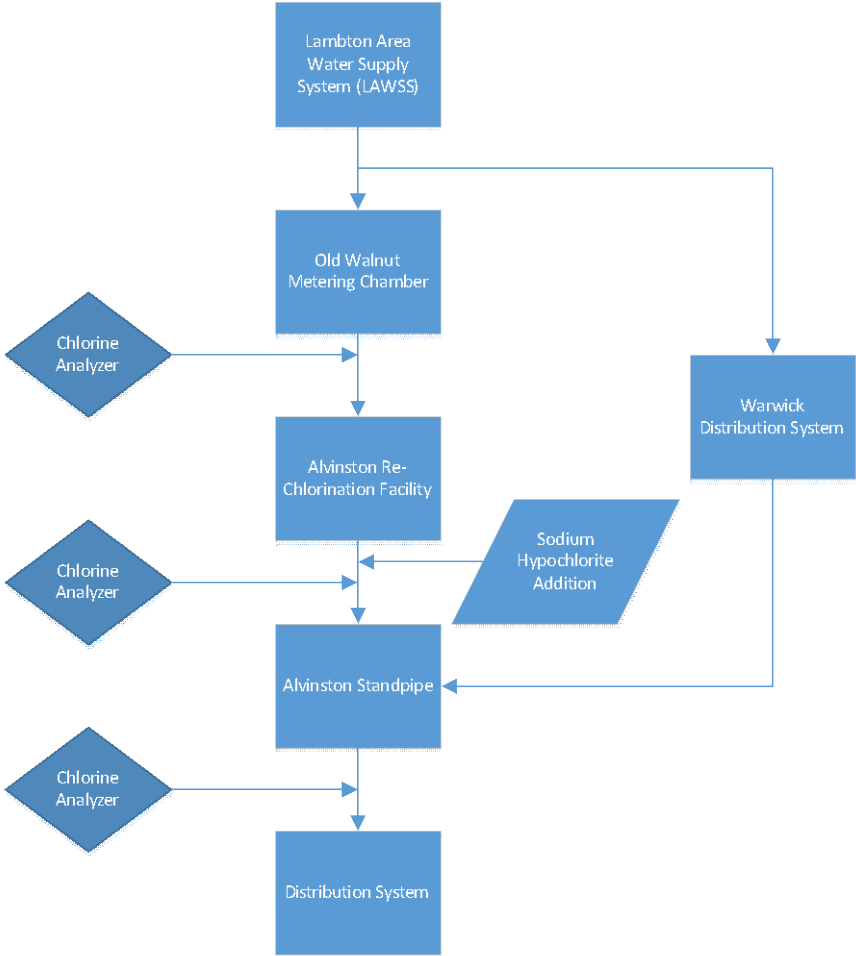 Lambton Area
Water Supply
System (LAWSS)
Old Walnut
Metering Chamber
Chlorine
Analyzer
Warwick
Distribution System
Alvinston Re-
Chlorination Facility
Sodium
Hypochlorite
Addition
Chlorine
Analyzer
Alvinston Standpipe
Chlorine
Analyzer
Distribution System